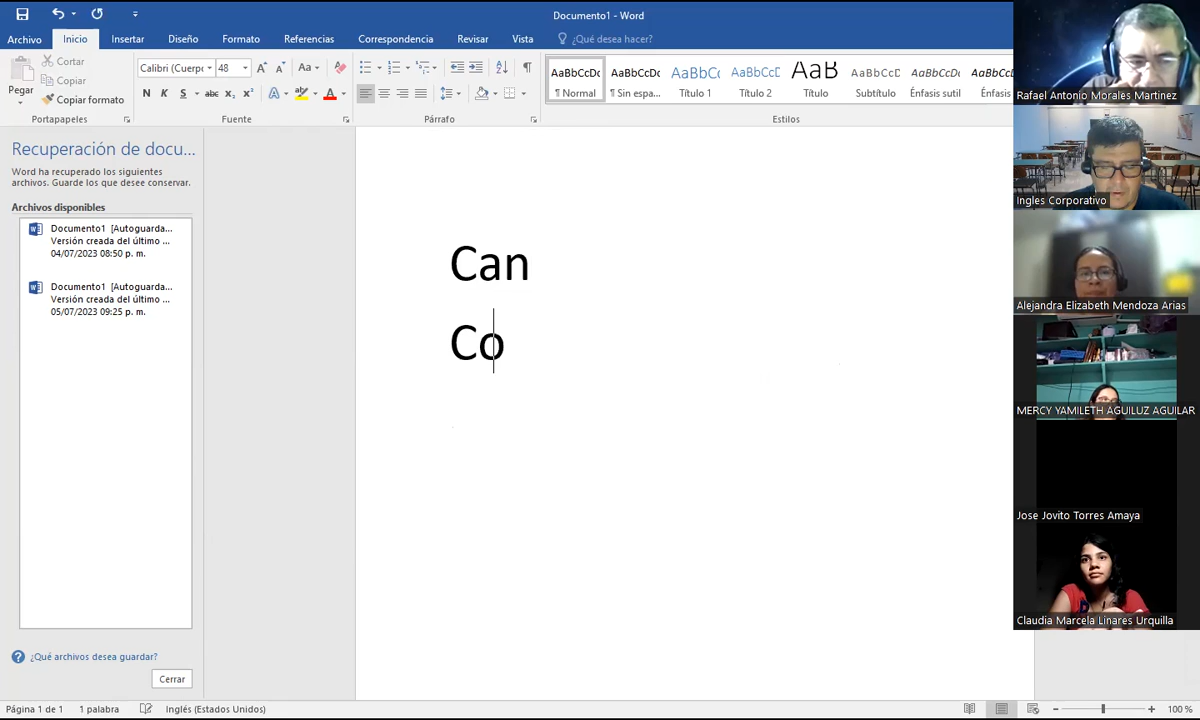 Documento1 - Word
Archivo
Inicio
Insertar
Diseño
Formato
Referencias
Correspondencia
Revisar
Vista
¿Qué desea hacer?
Pegar
Cortar
Copiar
Copiar formato
Portapapeles
Calibri (Cuerpo
48
Aa
N K S abc x₂ x²
Fuente
Párrafo
AaBbCcDc
¶ Normal
AaBbCcDc
¶ Sin espa...
AaBbCc
Título 1
AaBbCcD
Título 2
AaB
Título
AaBbCcD
Subtítulo
AaBbCcDc
Énfasis sutil
AaBbCcDc
Énfasis
Estilos
Recuperación de docu...
Word ha recuperado los siguientes
archivos. Guarde los que desee conservar.
Archivos disponibles
Documento1 [Autoguarda...
Versión creada del último ...
04/07/2023 08:50 p. m.
Documento1 [Autoguarda...
Versión creada del último ...
05/07/2023 09:25 p. m.
¿Qué archivos desea guardar?
Cerrar
Can
Co
Rafael Antonio Morales Martinez
Ingles Corporativo
Alejandra Elizabeth Mendoza Arias
MERCY YAMILETH AGUILUZ AGUILAR
Jose Jovito Torres Amaya
Claudia Marcela Linares Urquilla
Página 1 de 1
1 palabra
Inglés (Estados Unidos)
100 %